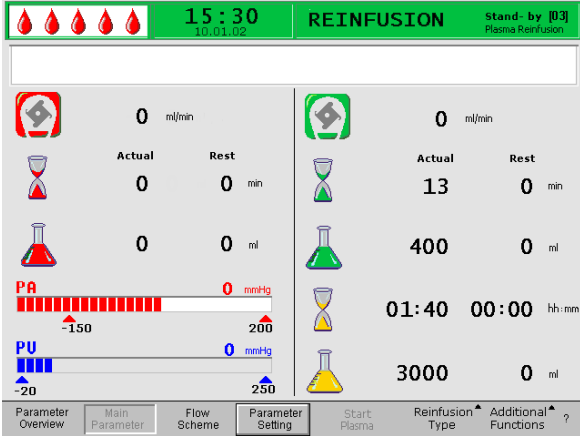 15:30
10.01.02
REINFUSION
Stand- by [03]
Plasma Reinfusion
0 ml/min
Actual Rest
0 0 min
0 0 ml
PA 0 mmHg
-150 200
PV 0 mmHg
-20 250
0 ml/min
Actual Rest
13 0 min
400 0 ml
01:40 00:00 hh:mm
3000 0 ml
Parameter
Overview
Main
Parameter
Flow
Scheme
Parameter
Setting
Start
Plasma
Reinfusion
Type
Additional
Functions
?